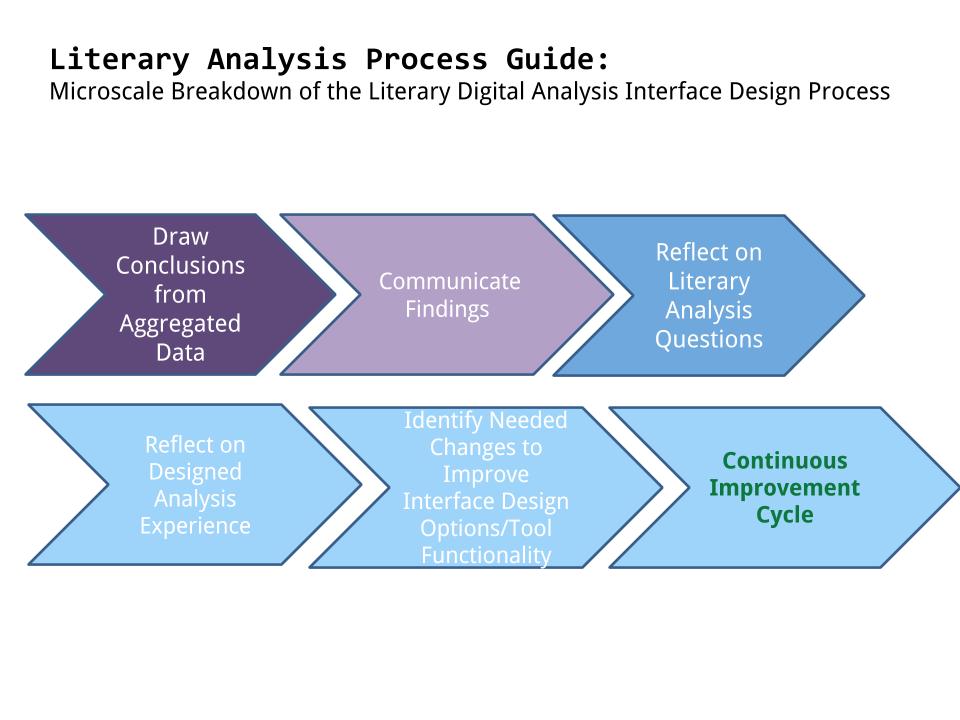 Literary Analysis Process Guide:
Microscale Breakdown of the Literary Digital Analysis Interface Design Process
Draw
Conclusions
from
Aggregated
Data
Communicate
Findings
Reflect on
Literary
Analysis
Questions
Reflect on
Designed
Analysis
Experience
Identify Needed
Changes to
Improve
Interface Design
Options/Tool
Functionality
Continuous
Improvement
Cycle